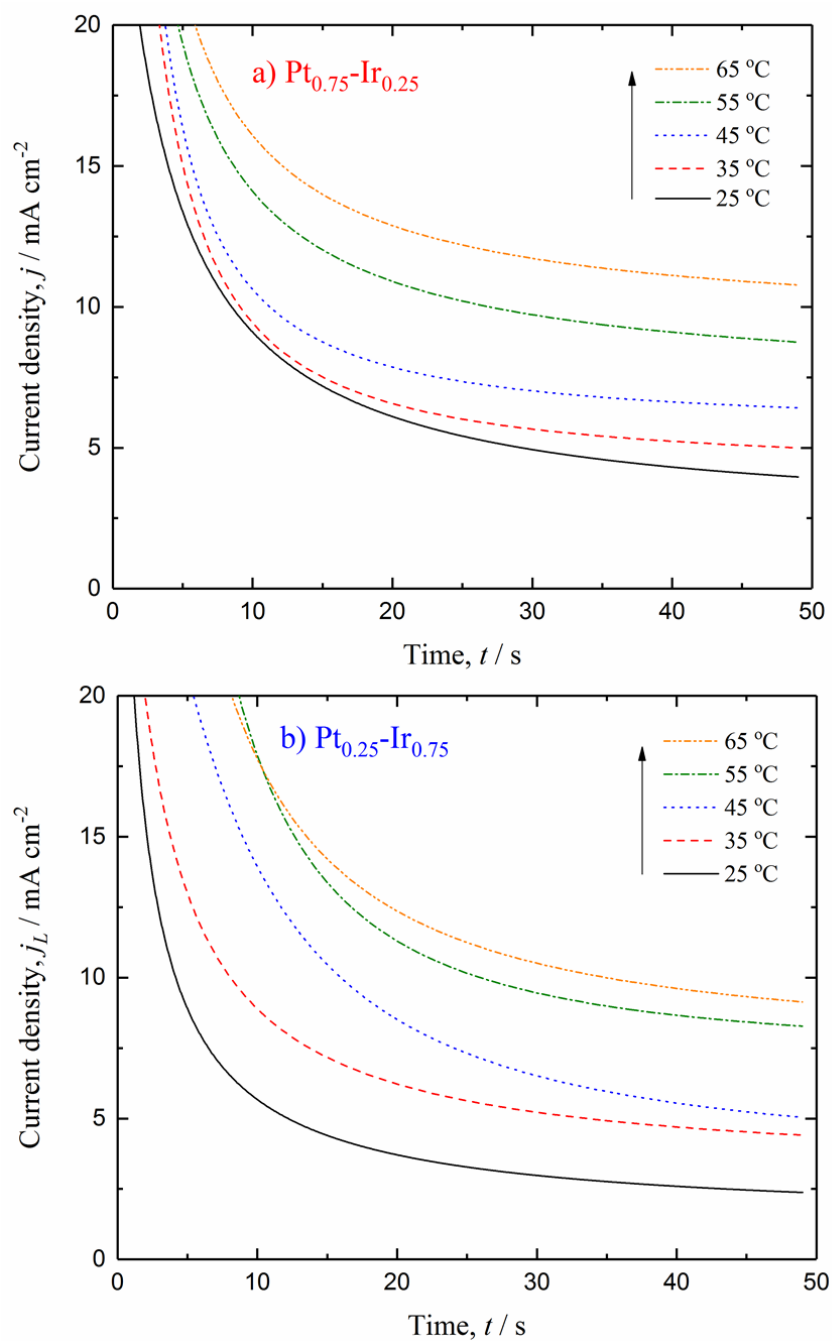 20
15
10
5
0
Current density, j / mA cm⁻²
a) Pt₀.₇₅-Ir₀.₂₅
65 ºC
55 ºC
45 ºC
35 ºC
25 ºC
0 10 20 30 40 50
Time, t / s
20
15
10
5
0
Current density, j_L / mA cm⁻²
b) Pt₀.₂₅-Ir₀.₇₅
65 ºC
55 ºC
45 ºC
35 ºC
25 ºC
0 10 20 30 40 50
Time, t / s